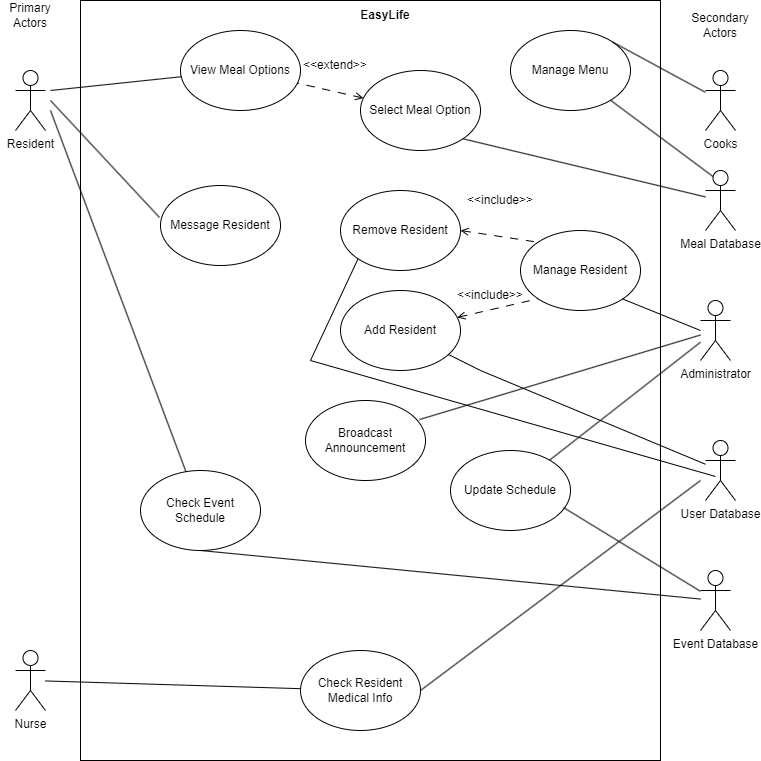 Primary
Actors
EasyLife
Secondary
Actors
View Meal Options
<<extend>>
Manage Menu
Select Meal Option
Resident
Cooks
Message Resident
<<include>>
Remove Resident
Meal Database
Manage Resident
<<include>>
Add Resident
Administrator
Broadcast
Announcement
Check Event
Schedule
Update Schedule
User Database
Event Database
Check Resident
Medical Info
Nurse